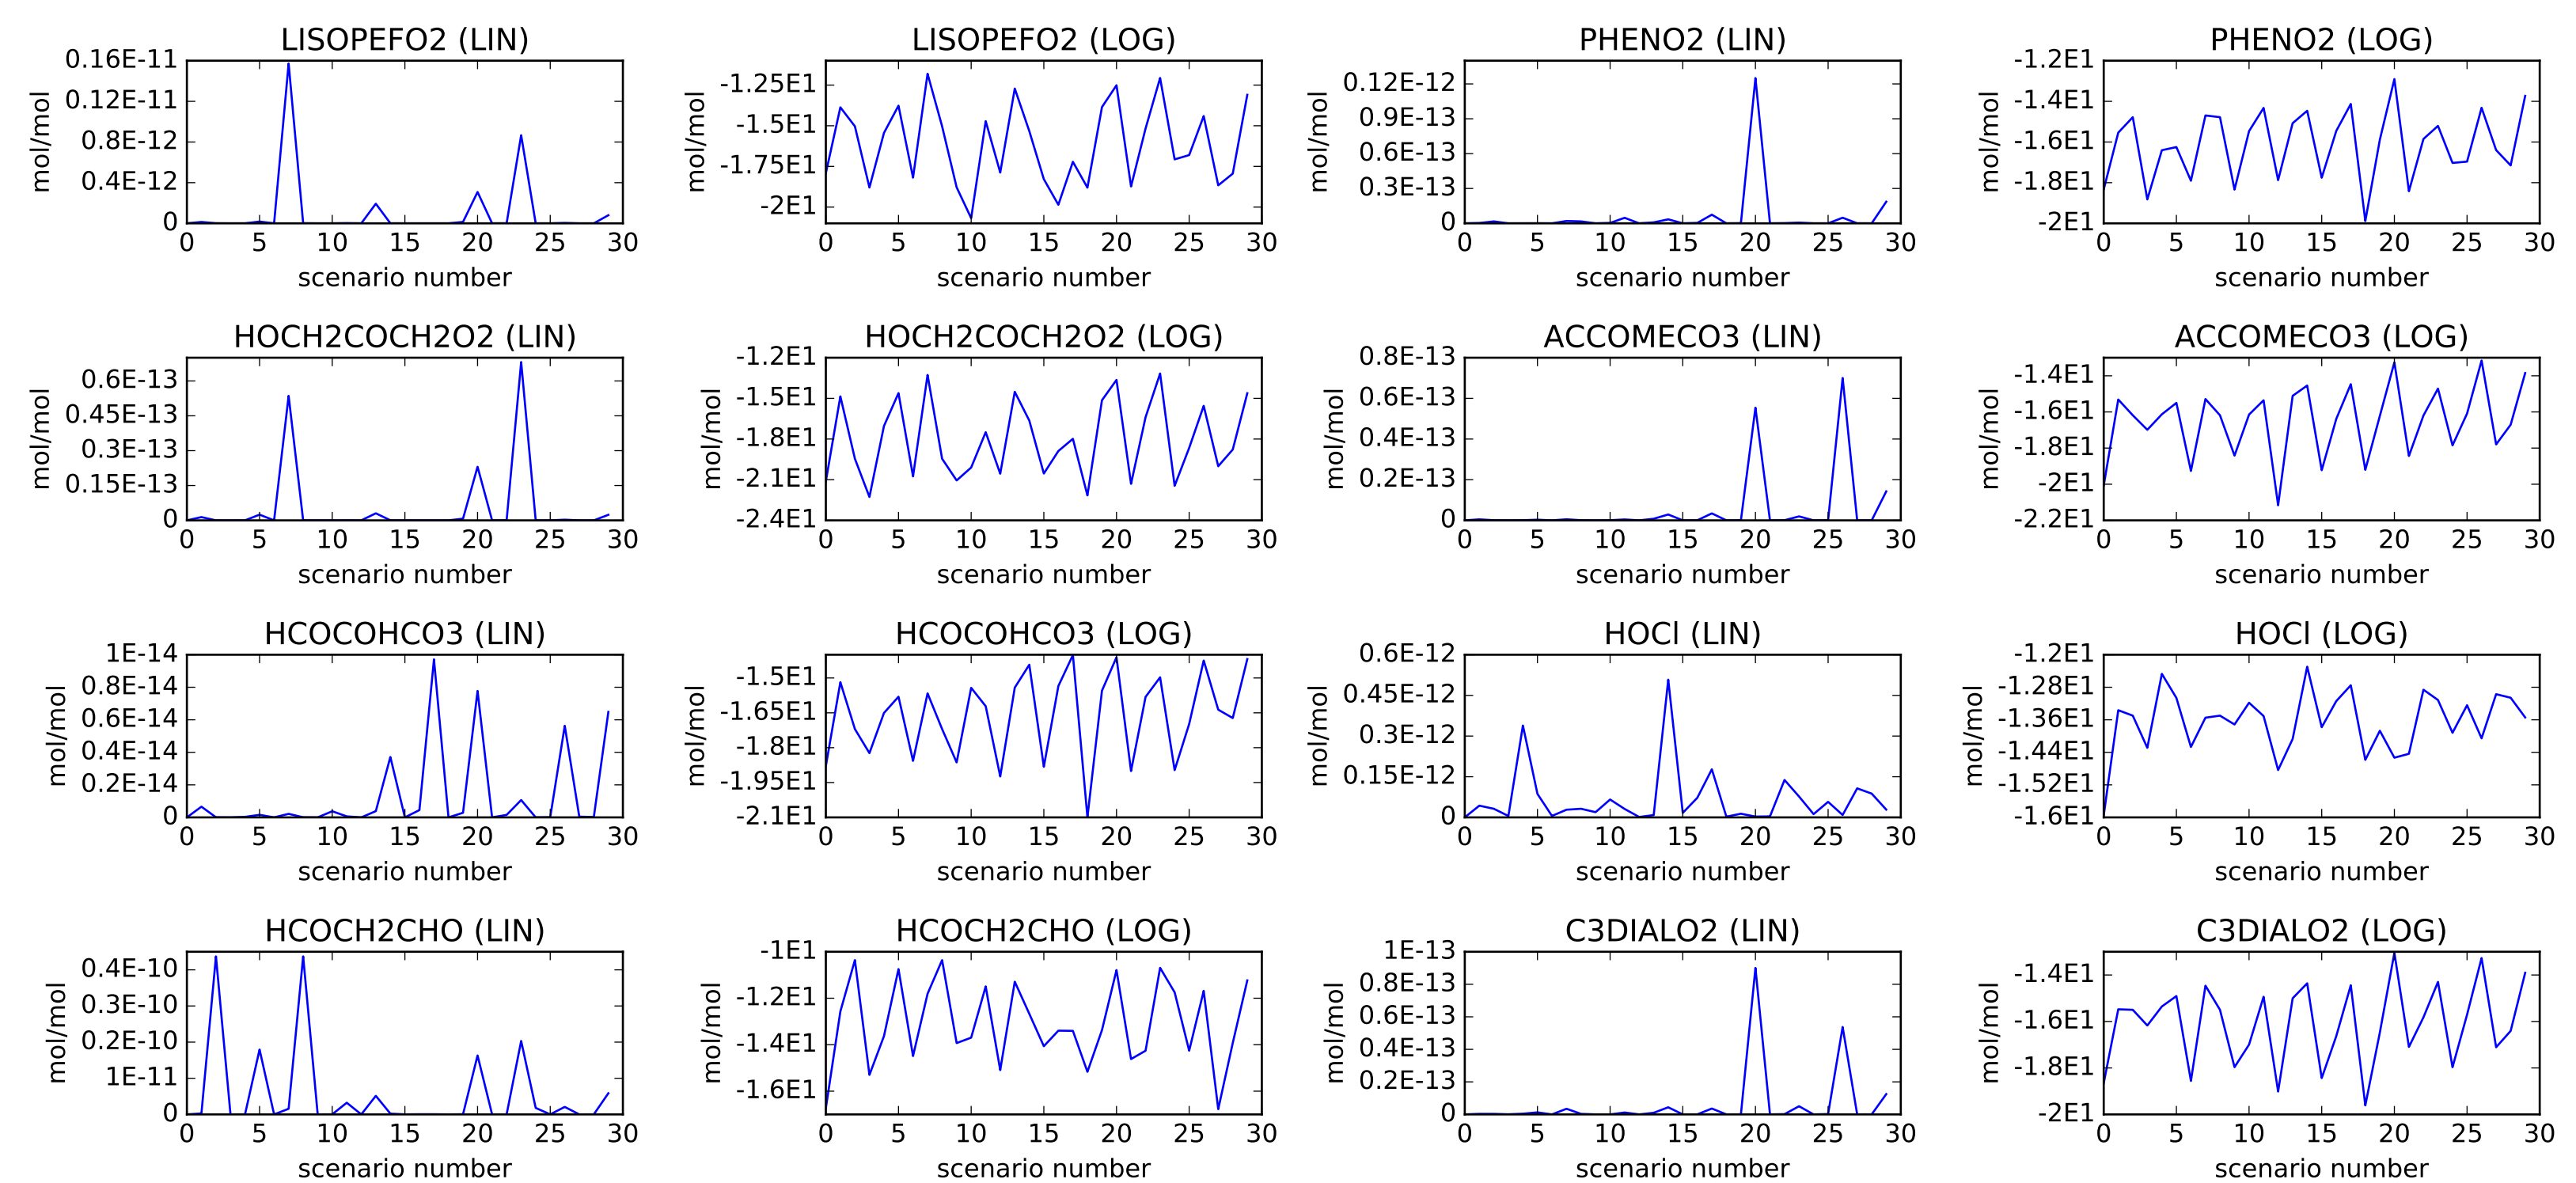 LISOPEFO2 (LIN)
0.16E-11
0.12E-11
0.8E-12
0.4E-12
0
mol/mol
0 5 10 15 20 25 30
scenario number
LISOPEFO2 (LOG)
-1.25E1
-1.5E1
-1.75E1
-2E1
mol/mol
0 5 10 15 20 25 30
scenario number
PHENO2 (LIN)
0.12E-12
0.9E-13
0.6E-13
0.3E-13
0
mol/mol
0 5 10 15 20 25 30
scenario number
PHENO2 (LOG)
-1.2E1
-1.4E1
-1.6E1
-1.8E1
-2E1
mol/mol
0 5 10 15 20 25 30
scenario number
HOCH2COCH2O2 (LIN)
0.6E-13
0.45E-13
0.3E-13
0.15E-13
0
mol/mol
0 5 10 15 20 25 30
scenario number
HOCH2COCH2O2 (LOG)
-1.2E1
-1.5E1
-1.8E1
-2.1E1
-2.4E1
mol/mol
0 5 10 15 20 25 30
scenario number
ACCOMECO3 (LIN)
0.8E-13
0.6E-13
0.4E-13
0.2E-13
0
mol/mol
0 5 10 15 20 25 30
scenario number
ACCOMECO3 (LOG)
-1.4E1
-1.6E1
-1.8E1
-2E1
-2.2E1
mol/mol
0 5 10 15 20 25 30
scenario number
HCOCOHCO3 (LIN)
1E-14
0.8E-14
0.6E-14
0.4E-14
0.2E-14
0
mol/mol
0 5 10 15 20 25 30
scenario number
HCOCOHCO3 (LOG)
-1.5E1
-1.65E1
-1.8E1
-1.95E1
-2.1E1
mol/mol
0 5 10 15 20 25 30
scenario number
HOCl (LIN)
0.6E-12
0.45E-12
0.3E-12
0.15E-12
0
mol/mol
0 5 10 15 20 25 30
scenario number
HOCl (LOG)
-1.2E1
-1.28E1
-1.36E1
-1.44E1
-1.52E1
-1.6E1
mol/mol
0 5 10 15 20 25 30
scenario number
HCOCH2CHO (LIN)
0.4E-10
0.3E-10
0.2E-10
1E-11
0
mol/mol
0 5 10 15 20 25 30
scenario number
HCOCH2CHO (LOG)
-1E1
-1.2E1
-1.4E1
-1.6E1
mol/mol
0 5 10 15 20 25 30
scenario number
C3DIALO2 (LIN)
1E-13
0.8E-13
0.6E-13
0.4E-13
0.2E-13
0
mol/mol
0 5 10 15 20 25 30
scenario number
C3DIALO2 (LOG)
-1.4E1
-1.6E1
-1.8E1
-2E1
mol/mol
0 5 10 15 20 25 30
scenario number